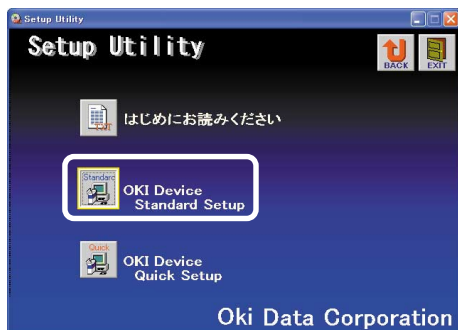 Setup Utility
Setup Utility
BACK
EXIT
TXT
はじめにお読みください
Standard
OKI Device
Standard Setup
Quick
OKI Device
Quick Setup
Oki Data Corporation